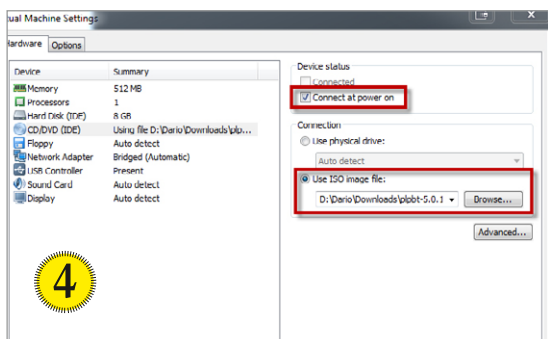 tual Machine Settings
Hardware Options
Device Summary
Memory 512 MB
Processors 1
Hard Disk (IDE) 8 GB
CD/DVD (IDE) Using file D:\Dario\Downloads\plp...
Floppy Auto detect
Network Adapter Bridged (Automatic)
USB Controller Present
Sound Card Auto detect
Display Auto detect
Device status
Connected
Connect at power on
Connection
Use physical drive:
Auto detect
Use ISO image file:
D:\Dario\Downloads\plpbt-5.0.1 Browse...
Advanced...
4